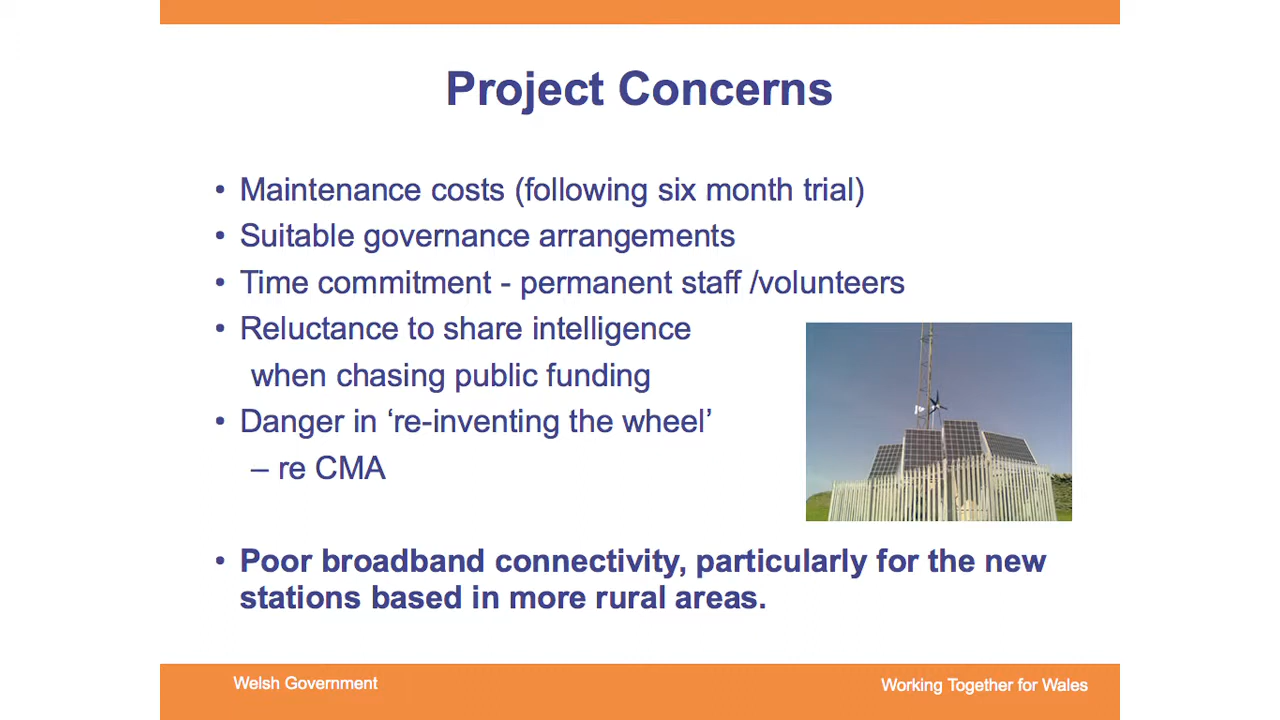 Project Concerns
• Maintenance costs (following six month trial)
• Suitable governance arrangements
• Time commitment - permanent staff /volunteers
• Reluctance to share intelligence
when chasing public funding
• Danger in ‘re-inventing the wheel’
– re CMA
• Poor broadband connectivity, particularly for the new
stations based in more rural areas.
Welsh Government
Working Together for Wales